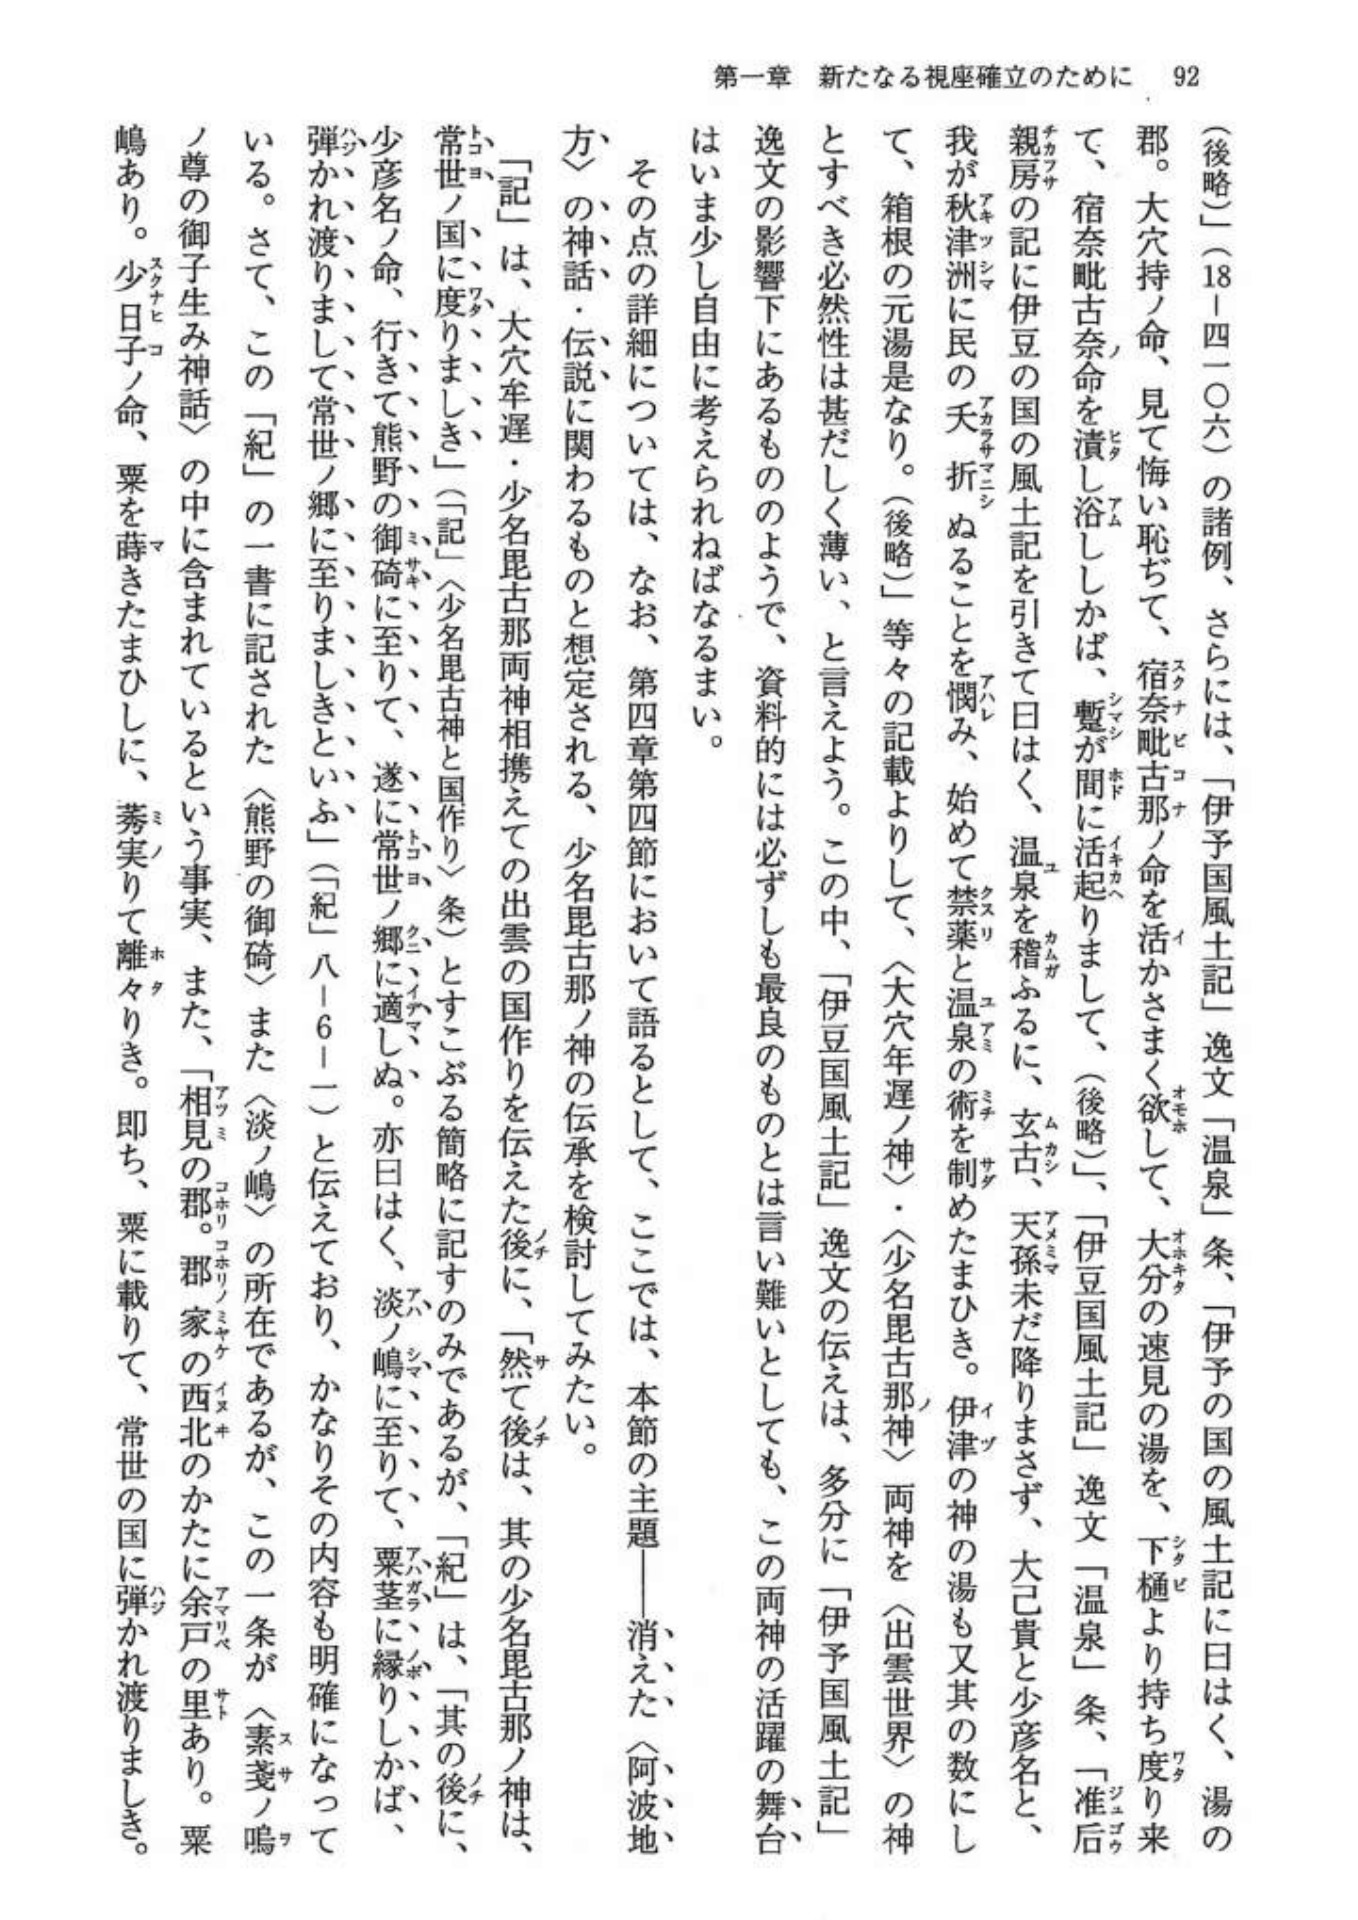 第一章　新たなる視座確立のために　92
（後略）」（18－四一〇六）の諸例、さらには、「伊予国風土記」逸文「温泉」条、「伊予の国の風土記に曰はく、湯の
郡。大穴持ノ命、見て悔い恥ぢて、宿奈毗古那ノ命を活かさまく欲して、大分の速見の湯を、下樋より持ち度り来
て、宿奈毗古奈命を漬し浴ししかば、蹔が間に活起りまして、（後略）」、「伊豆国風土記」逸文「温泉」条、「准后
親房の記に伊豆の国の風土記を引きて曰はく、温泉を稽ふるに、玄古、天孫未だ降りまさず、大己貴と少彦名と、
我が秋津洲に民の夭折ぬることを憫み、始めて禁薬と温泉の術を制めたまひき。伊津の神の湯も又其の数にし
て、箱根の元湯是なり。（後略）」等々の記載よりして、〈大穴牟遅ノ神〉・〈少名毘古那神〉両神を〈出雲世界〉の神
とすべき必然性は甚だしく薄い、と言えよう。この中、「伊豆国風土記」逸文の伝えは、多分に「伊予国風土記」
逸文の影響下にあるもののようで、資料的には必ずしも最良のものとは言い難いとしても、この両神の活躍の舞台
はいま少し自由に考えられねばなるまい。
その点の詳細については、なお、第四章第四節において語るとして、ここでは、本節の主題――消えた〈阿波地
方〉の神話・伝説に関わるものと想定される、少名毘古那ノ神の伝承を検討してみたい。
「記」は、大穴牟遅・少名毘古那両神相携えての出雲の国作りを伝えた後に、「然て後は、其の少名毘古那ノ神は、
常世ノ国に度りましき」（「記」〈少名毘古神と国作り〉条）とすこぶる簡略に記すのみであるが、「紀」は、「其の後に、
少彦名ノ命、行きて熊野の御碕に至りて、遂に常世ノ郷に適しぬ。亦曰はく、淡ノ嶋に至りて、粟茎に縁りしかば、
弾かれ渡りまして常世ノ郷に至りましきといふ」（「紀」八－6－一）と伝えており、かなりその内容も明確になって
いる。さて、この「紀」の一書に記された〈熊野の御碕〉また〈淡ノ嶋〉の所在であるが、この一条が〈素戔ノ嗚
ノ尊の御子生み神話〉の中に含まれているという事実、また、「相見の郡。郡家の西北のかたに余戸の里あり。粟
嶋あり。少日子ノ命、粟を蒔きたまひしに、莠実りて離々りき。即ち、粟に載りて、常世の国に弾かれ渡りましき。